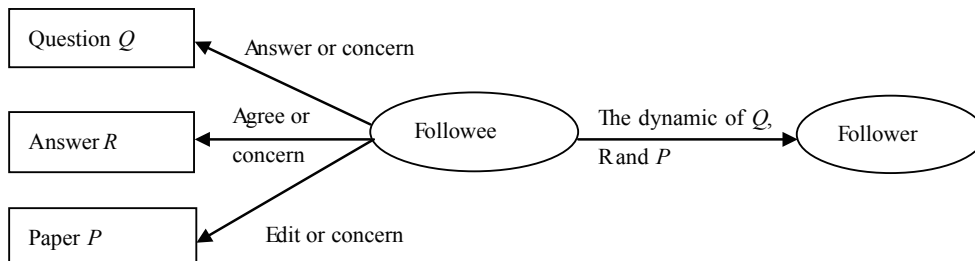 Question Q
Answer or concern
Agree or
concern
Answer R
Followee
The dynamic of Q,
R and P
Follower
Paper P
Edit or concern